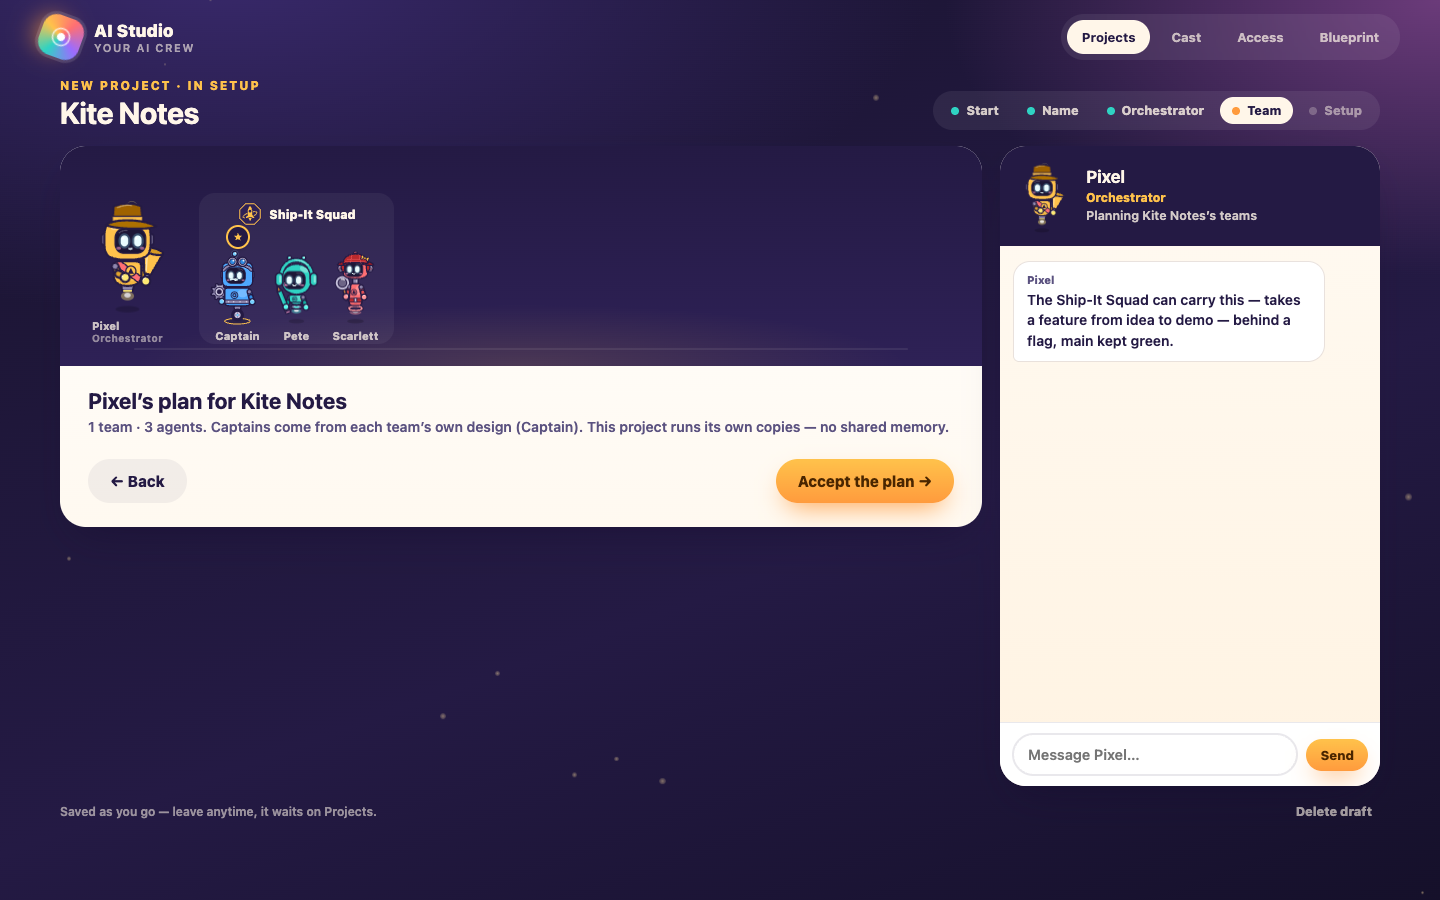 AI Studio
YOUR AI CREW
Projects
Cast
Access
Blueprint
NEW PROJECT · IN SETUP
Kite Notes
Start
Name
Orchestrator
Team
Setup
Ship-It Squad
Pixel
Orchestrator
Captain
Pete
Scarlett
Pixel’s plan for Kite Notes
1 team · 3 agents. Captains come from each team’s own design (Captain). This project runs its own copies — no shared memory.
← Back
Accept the plan →
Pixel
Orchestrator
Planning Kite Notes’s teams
Pixel
The Ship-It Squad can carry this — takes
a feature from idea to demo — behind a
flag, main kept green.
Message Pixel...
Send
Saved as you go — leave anytime, it waits on Projects.
Delete draft